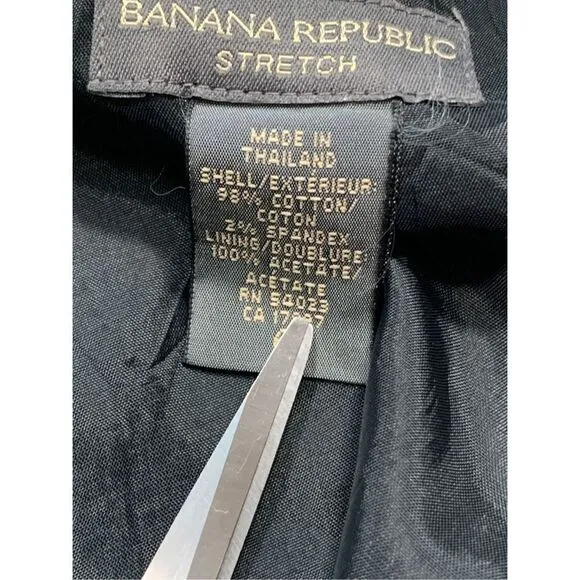 BANANA REPUBLIC
STRETCH
MADE IN
THAILAND
SHELL/EXTÉRIEUR:
98% COTTON/
COTON
2% SPANDEX
LINING/DOUBLURE:
100% ACETATE/
ACÉTATE
RN 54023
CA